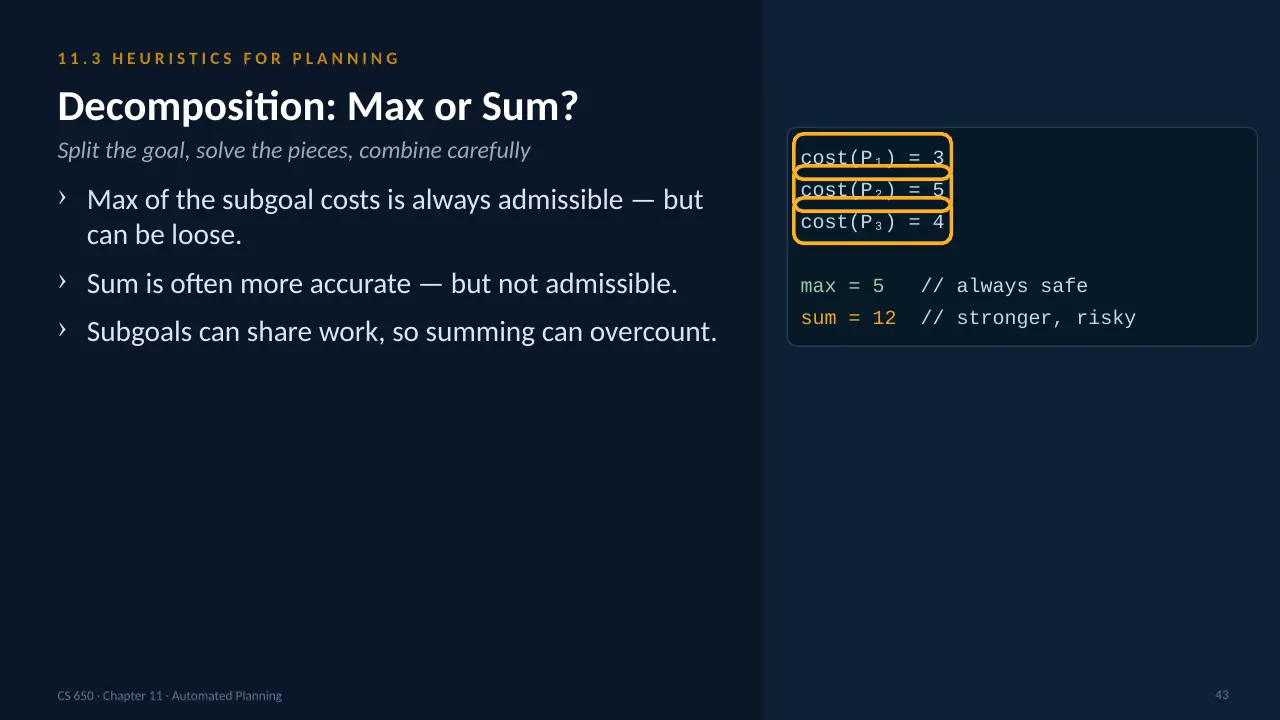 11.3 HEURISTICS FOR PLANNING
Decomposition: Max or Sum?
Split the goal, solve the pieces, combine carefully
› Max of the subgoal costs is always admissible — but
can be loose.
› Sum is often more accurate — but not admissible.
› Subgoals can share work, so summing can overcount.
cost(P₁) = 3
cost(P₂) = 5
cost(P₃) = 4
max = 5   // always safe
sum = 12  // stronger, risky
CS 650 · Chapter 11 · Automated Planning
43